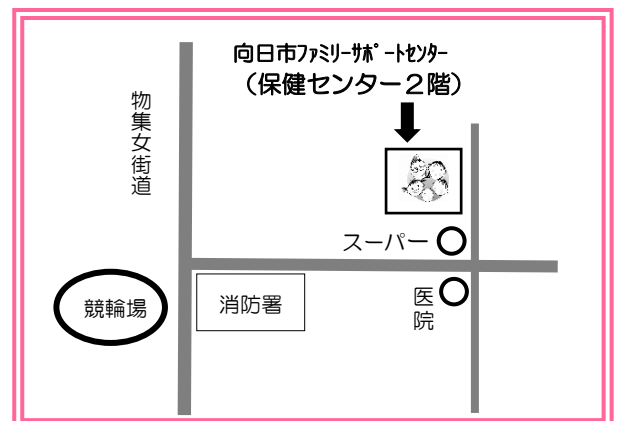 向日市ﾌｧﾐﾘｰｻﾎﾟｰﾄｾﾝﾀｰ
（保健センター２階）
物集女街道
スーパー
競輪場
消防署
医院